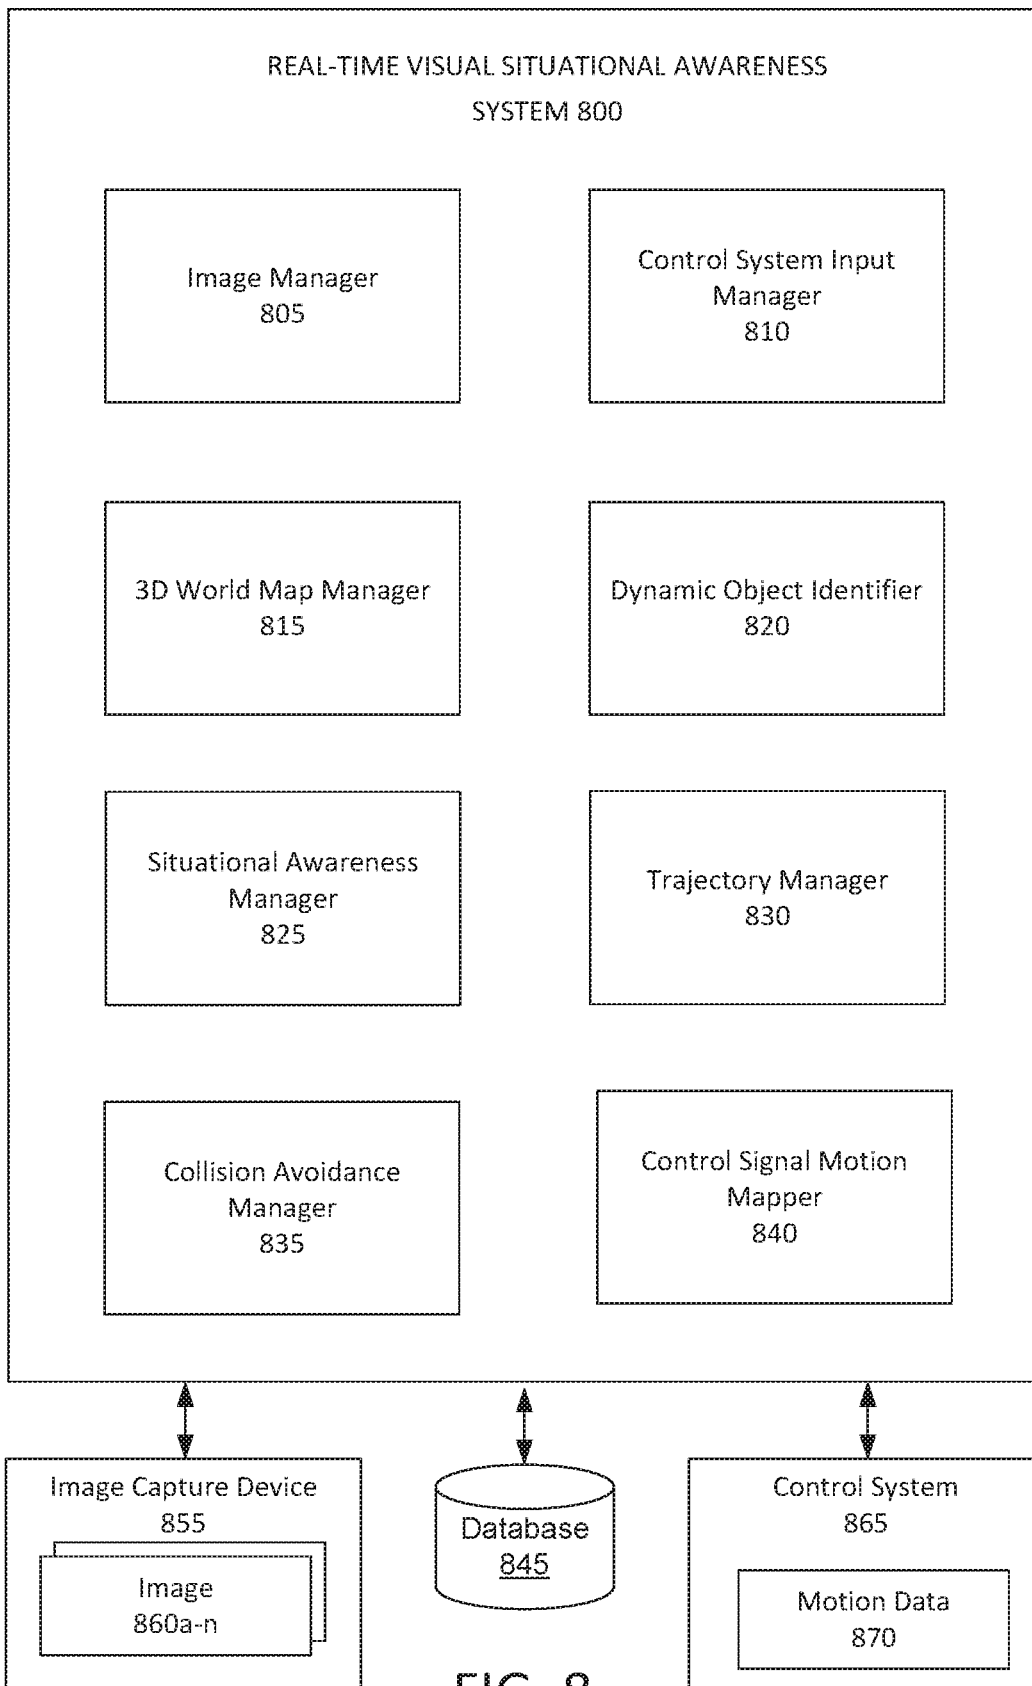 REAL-TIME VISUAL SITUATIONAL AWARENESS
SYSTEM 800
Image Manager
805
Control System Input
Manager
810
3D World Map Manager
815
Dynamic Object Identifier
820
Situational Awareness
Manager
825
Trajectory Manager
830
Collision Avoidance
Manager
835
Control Signal Motion
Mapper
840
Image Capture Device
855
Image
860a-n
Database
845
Control System
865
Motion Data
870
FIG. 8